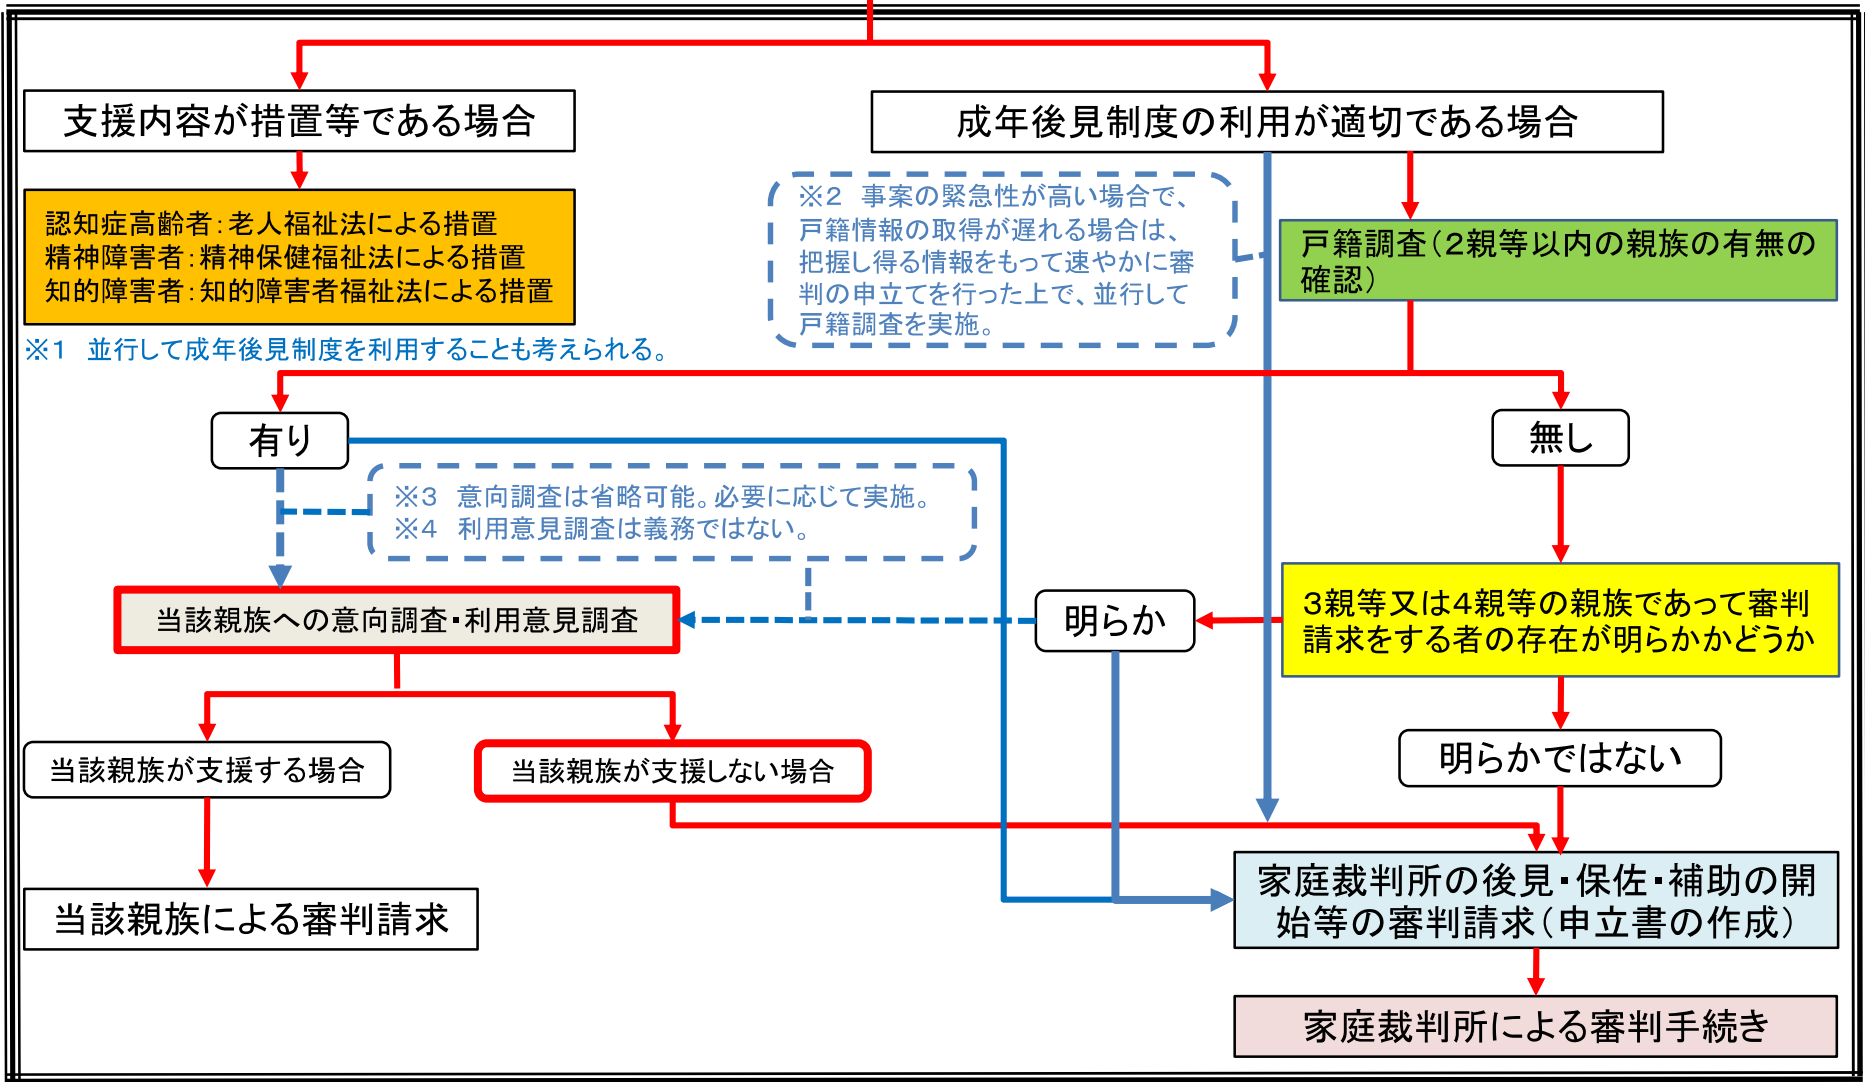 支援内容が措置等である場合
成年後見制度の利用が適切である場合
認知症高齢者：老人福祉法による措置
精神障害者：精神保健福祉法による措置
知的障害者：知的障害者福祉法による措置
※１　並行して成年後見制度を利用することも考えられる。
※２　事案の緊急性が高い場合で、
戸籍情報の取得が遅れる場合は、
把握し得る情報をもって速やかに審
判の申立てを行った上で、並行して
戸籍調査を実施。
戸籍調査（２親等以内の親族の有無の
確認）
有り
無し
※３　意向調査は省略可能。必要に応じて実施。
※４　利用意見調査は義務ではない。
当該親族への意向調査・利用意見調査
明らか
３親等又は４親等の親族であって審判
請求をする者の存在が明らかかどうか
当該親族が支援する場合
当該親族が支援しない場合
明らかではない
当該親族による審判請求
家庭裁判所の後見・保佐・補助の開
始等の審判請求（申立書の作成）
家庭裁判所による審判手続き